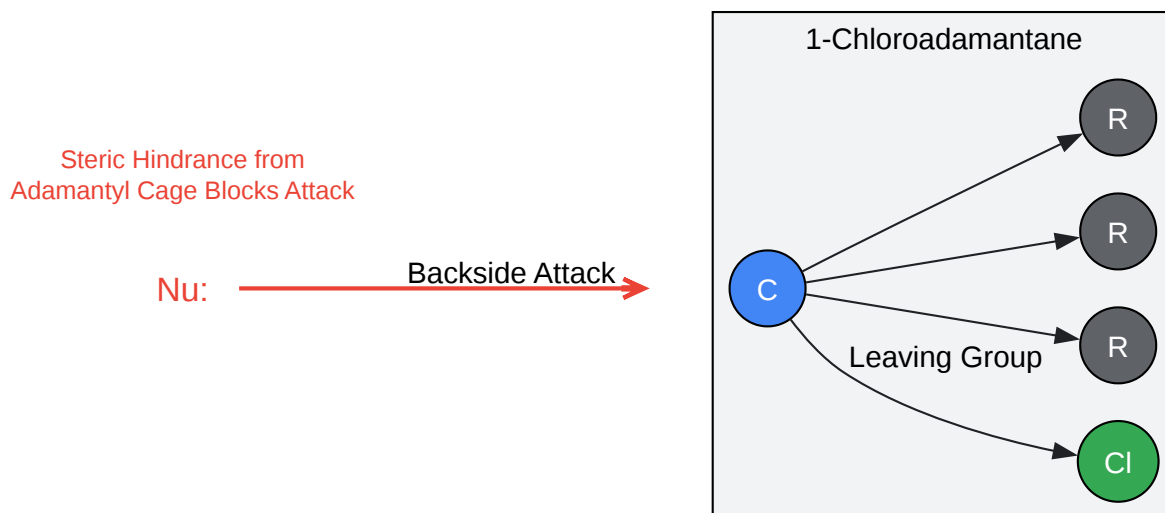 1-Chloroadamantane
R
Steric Hindrance from
Adamantyl Cage Blocks Attack
R
Backside Attack
Nu:
C
R
Leaving Group
Cl